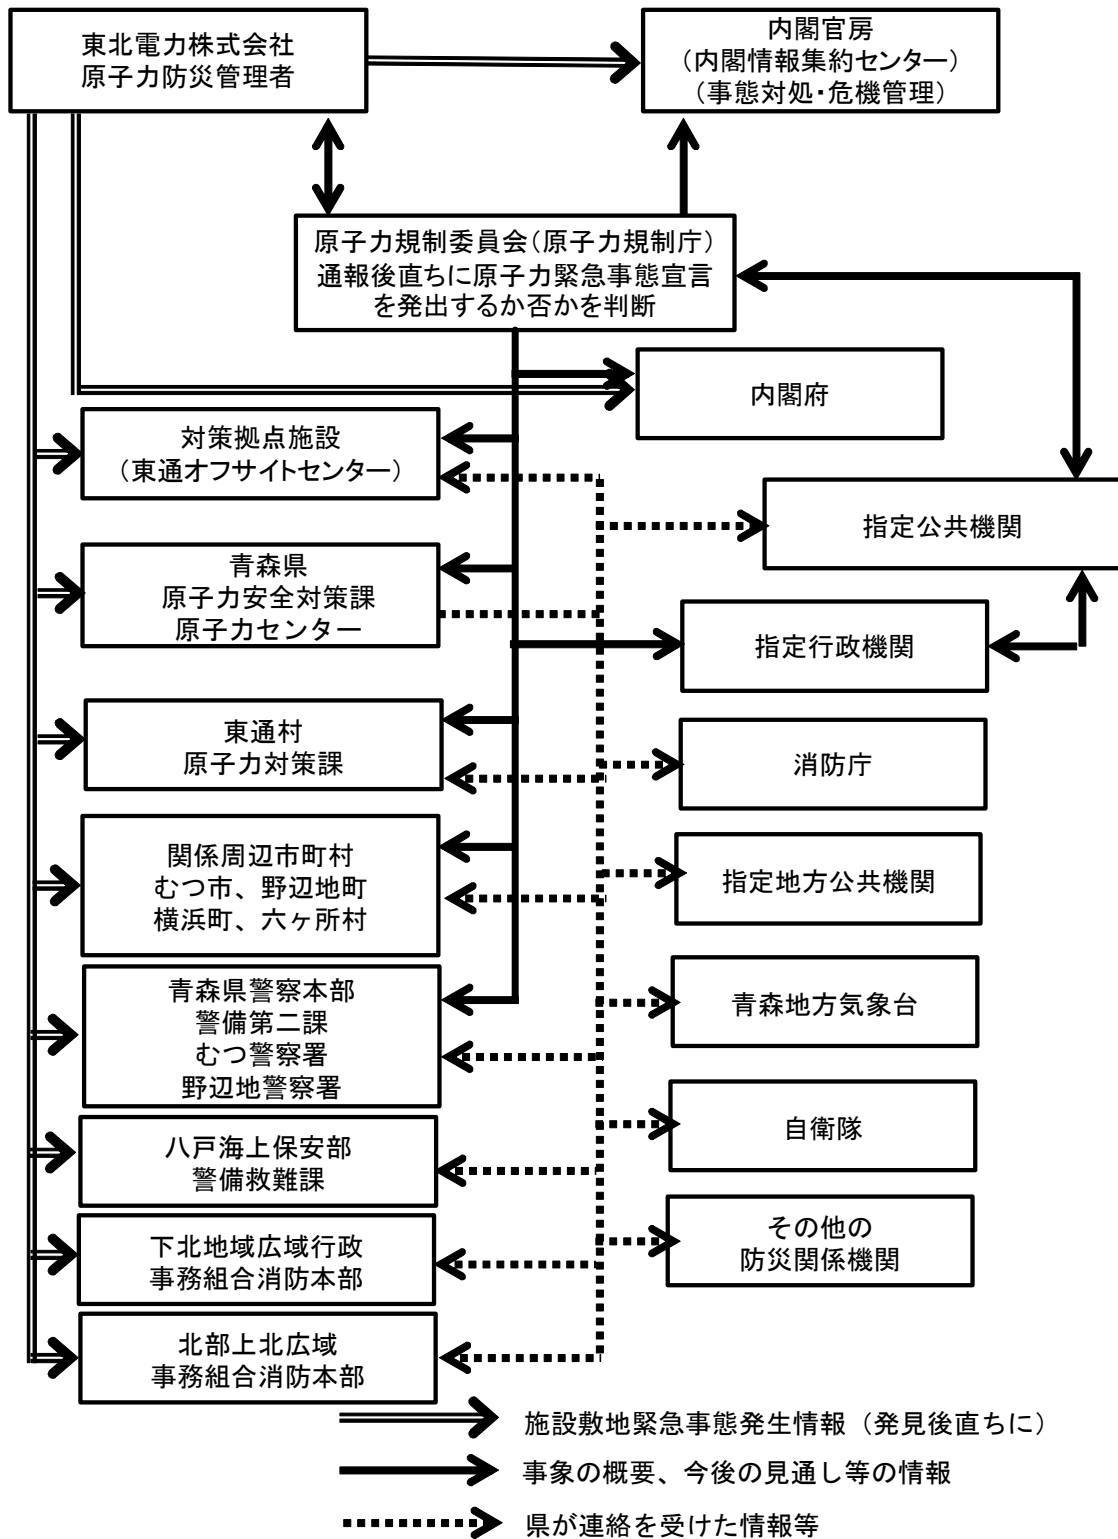 東北電力株式会社
原子力防災管理者
内閣官房
（内閣情報集約センター）
（事態対処・危機管理）
原子力規制委員会（原子力規制庁）
通報後直ちに原子力緊急事態宣言
を発出するか否かを判断
内閣府
対策拠点施設
（東通オフサイトセンター）
指定公共機関
青森県
原子力安全対策課
原子力センター
指定行政機関
東通村
原子力対策課
消防庁
関係周辺市町村
むつ市、野辺地町
横浜町、六ヶ所村
指定地方公共機関
青森県警察本部
警備第二課
むつ警察署
野辺地警察署
青森地方気象台
八戸海上保安部
警備救難課
自衛隊
下北地域広域行政
事務組合消防本部
その他の
防災関係機関
北部上北広域
事務組合消防本部
施設敷地緊急事態発生情報（発見後直ちに）
事象の概要、今後の見通し等の情報
県が連絡を受けた情報等